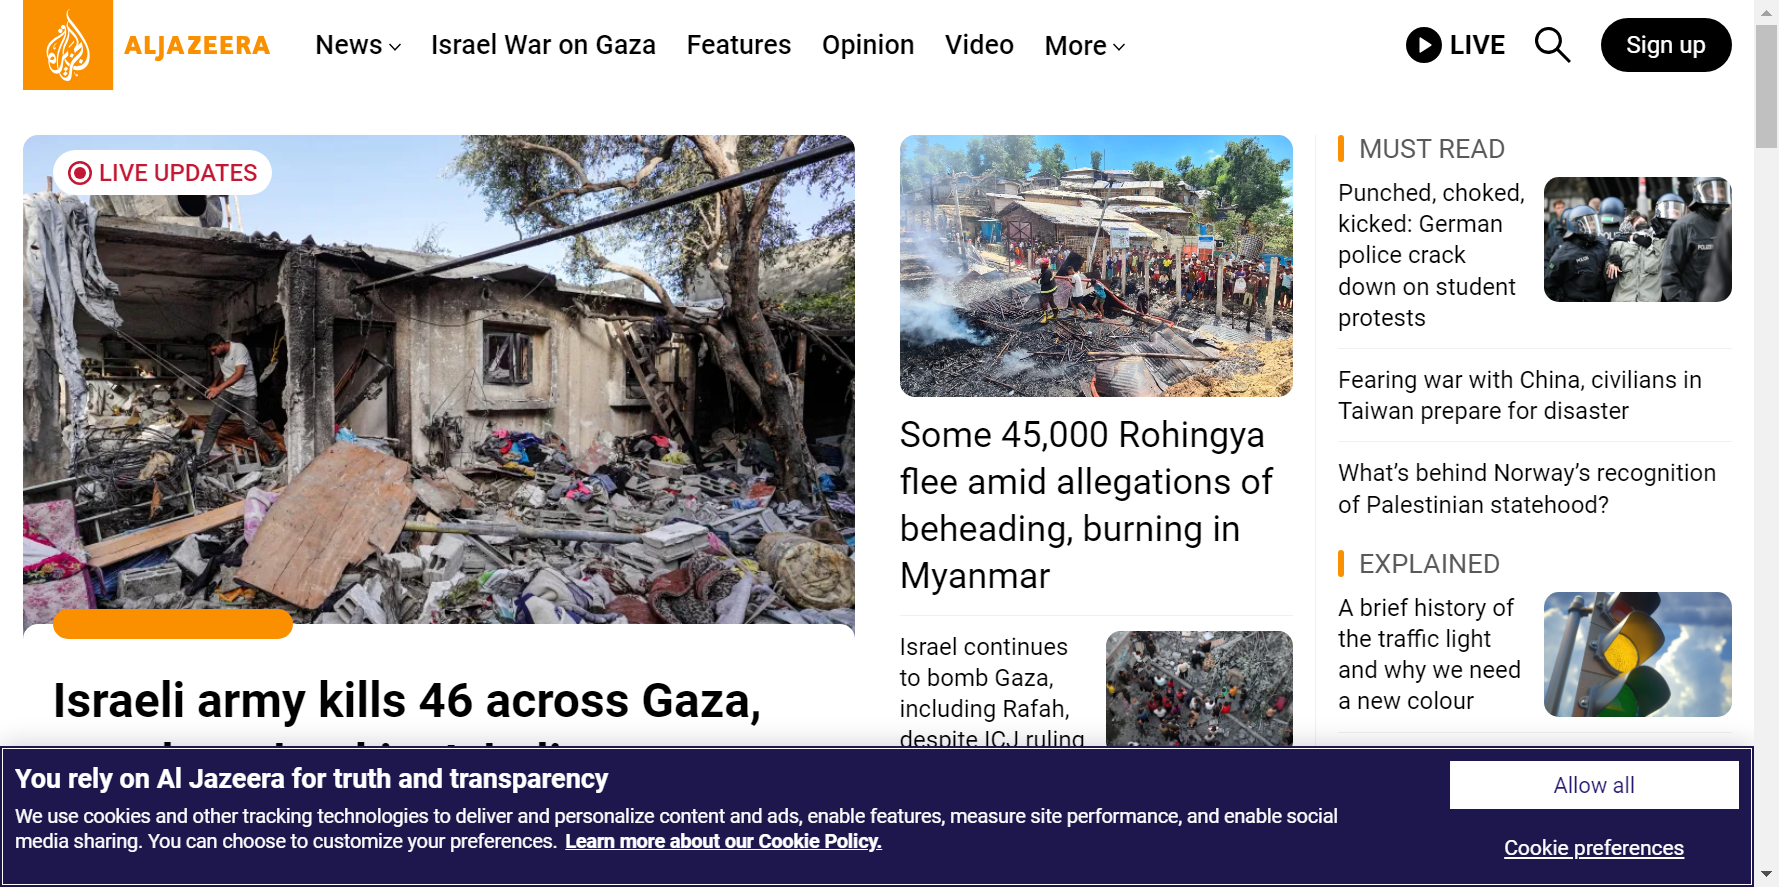 ALJAZEERA
News
Israel War on Gaza
Features
Opinion
Video
More
LIVE
Sign up
LIVE UPDATES
Israeli army kills 46 across Gaza,
Some 45,000 Rohingya
flee amid allegations of
beheading, burning in
Myanmar
Israel continues
to bomb Gaza,
including Rafah,
despite ICJ ruling
MUST READ
Punched, choked,
kicked: German
police crack
down on student
protests
Fearing war with China, civilians in
Taiwan prepare for disaster
What’s behind Norway’s recognition
of Palestinian statehood?
EXPLAINED
A brief history of
the traffic light
and why we need
a new colour
You rely on Al Jazeera for truth and transparency
We use cookies and other tracking technologies to deliver and personalize content and ads, enable features, measure site performance, and enable social
media sharing. You can choose to customize your preferences. Learn more about our Cookie Policy.
Allow all
Cookie preferences